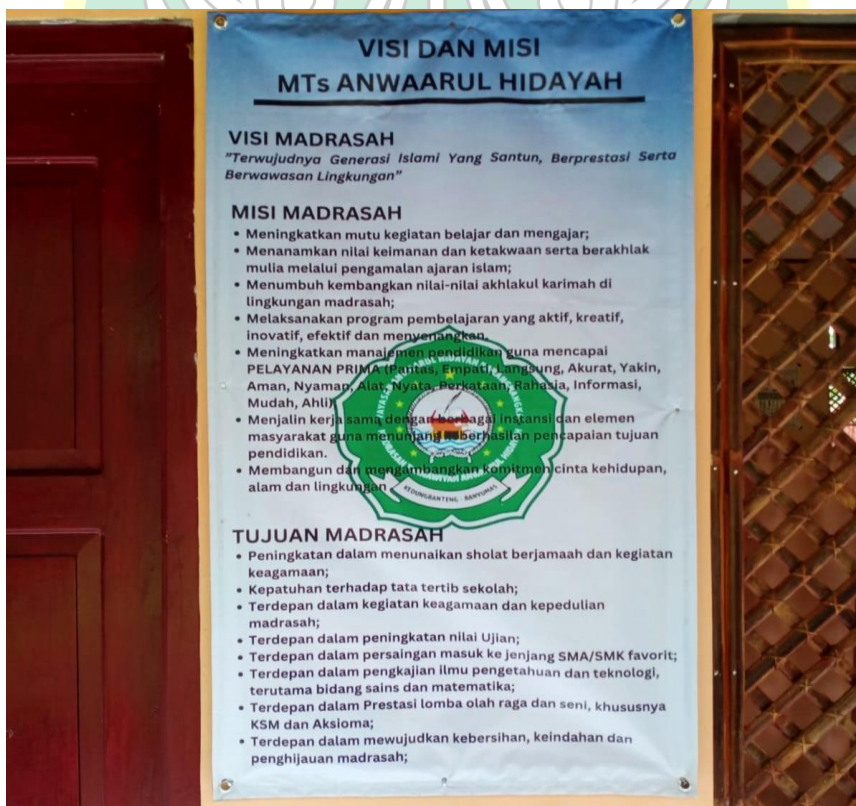 VISI DAN MISI
MTs ANWAARUL HIDAYAH
VISI MADRASAH
"Terwujudnya Generasi Islami Yang Santun, Berprestasi Serta
Berwawasan Lingkungan"
MISI MADRASAH
• Meningkatkan mutu kegiatan belajar dan mengajar;
• Menanamkan nilai keimanan dan ketakwaan serta berakhlak
mulia melalui pengamalan ajaran islam;
• Menumbuh kembangkan nilai-nilai akhlakul karimah di
lingkungan madrasah;
• Melaksanakan program pembelajaran yang aktif, kreatif,
inovatif, efektif dan menyenangkan.
• Meningkatkan manajemen pendidikan guna mencapai
PELAYANAN PRIMA (Pantas, Empati, Langsung, Akurat, Yakin,
Aman, Nyaman, Alat, Nyata, Perkataan, Rahasia, Informasi,
Mudah, Ahli)
• Menjalin kerja sama dengan berbagai instansi dan elemen
masyarakat guna menunjang keberhasilan pencapaian tujuan
pendidikan.
• Membangun dan mengambangkan komitmen cinta kehidupan,
alam dan lingkungan
KEDUNGBANTENG - BANYUMAS
TUJUAN MADRASAH
• Peningkatan dalam menunaikan sholat berjamaah dan kegiatan
keagamaan;
• Kepatuhan terhadap tata tertib sekolah;
• Terdepan dalam kegiatan keagamaan dan kepedulian
madrasah;
• Terdepan dalam peningkatan nilai Ujian;
• Terdepan dalam persaingan masuk ke jenjang SMA/SMK favorit;
• Terdepan dalam pengkajian ilmu pengetahuan dan teknologi,
terutama bidang sains dan matematika;
• Terdepan dalam Prestasi lomba olah raga dan seni, khususnya
KSM dan Aksioma;
• Terdepan dalam mewujudkan kebersihan, keindahan dan
penghijauan madrasah;